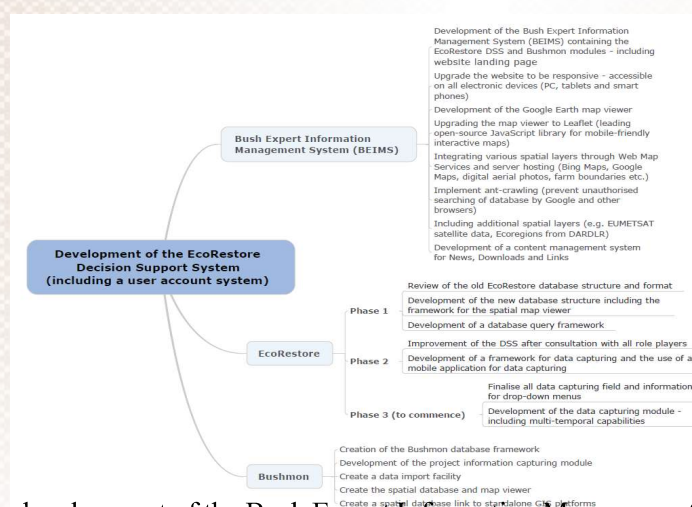 Development of the Bush Expert Information
Management System (BEIMS) containing the
EcoRestore DSS and Bushmon modules - including
website landing page
Upgrade the website to be responsive - accessible
on all electronic devices (PC, tablets and smart
phones)
Development of the Google Earth map viewer
Upgrading the map viewer to Leaflet (leading
open-source JavaScript library for mobile-friendly
interactive maps)
Integrating various spatial layers through Web Map
Services and server hosting (Bing Maps, Google
Maps, digital aerial photos, farm boundaries etc.)
Implement ant-crawling (prevent unauthorised
searching of database by Google and other
browsers)
Including additional spatial layers (e.g. EUMETSAT
satellite data, Ecoregions from DARDLR)
Development of a content management system
for News, Downloads and Links
Bush Expert Information
Management System (BEIMS)
Development of the EcoRestore
Decision Support System
(including a user account system)
EcoRestore
Phase 1
Review of the old EcoRestore database structure and format
Development of the new database structure including the
framework for the spatial map viewer
Development of a database query framework
Phase 2
Improvement of the DSS after consultation with all role players
Development of a framework for data capturing and the use of a
mobile application for data capturing
Phase 3 (to commence)
Finalise all data capturing field and information
for drop-down menus
Development of the data capturing module -
including multi-temporal capabilities
Bushmon
Creation of the Bushmon database framework
Development of the project information capturing module
Create a data import facility
Create the spatial database and map viewer
Create a spatial database link to standalone GIS platforms